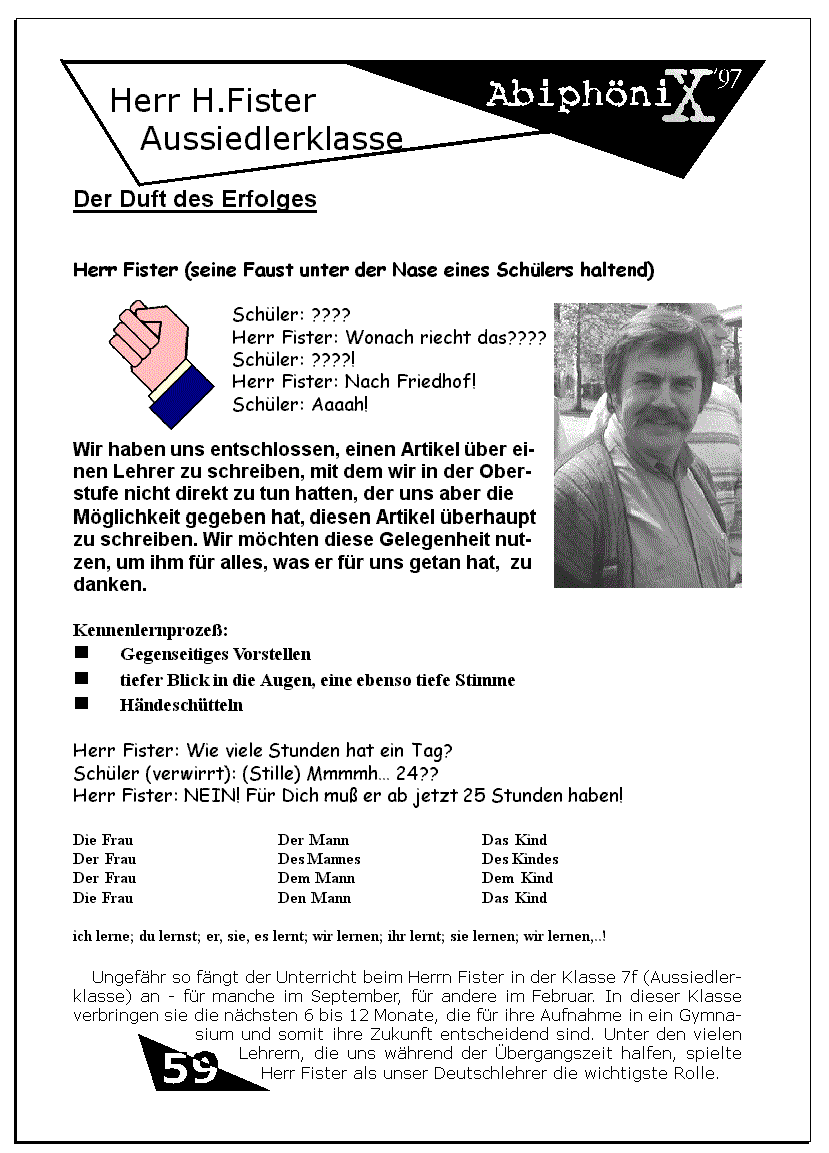 Herr H.Fister
Aussiedlerklasse
AbiphöniX'97
Der Duft des Erfolges
Herr Fister (seine Faust unter der Nase eines Schülers haltend)
Schüler: ????
Herr Fister: Wonach riecht das????
Schüler: ????!
Herr Fister: Nach Friedhof!
Schüler: Aaaah!
Wir haben uns entschlossen, einen Artikel über ei-
nen Lehrer zu schreiben, mit dem wir in der Ober-
stufe nicht direkt zu tun hatten, der uns aber die
Möglichkeit gegeben hat, diesen Artikel überhaupt
zu schreiben. Wir möchten diese Gelegenheit nut-
zen, um ihm für alles, was er für uns getan hat, zu
danken.
Kennenlernprozeß:
■ Gegenseitiges Vorstellen
■ tiefer Blick in die Augen, eine ebenso tiefe Stimme
■ Händeschütteln
Herr Fister: Wie viele Stunden hat ein Tag?
Schüler (verwirrt): (Stille) Mmmmh... 24??
Herr Fister: NEIN! Für Dich muß er ab jetzt 25 Stunden haben!
Die Frau Der Mann Das Kind
Der Frau Des Mannes Des Kindes
Der Frau Dem Mann Dem Kind
Die Frau Den Mann Das Kind
ich lerne; du lernst; er, sie, es lernt; wir lernen; ihr lernt; sie lernen; wir lernen,..!
Ungefähr so fängt der Unterricht beim Herrn Fister in der Klasse 7f (Aussiedler-
klasse) an - für manche im September, für andere im Februar. In dieser Klasse
verbringen sie die nächsten 6 bis 12 Monate, die für ihre Aufnahme in ein Gymna-
sium und somit ihre Zukunft entscheidend sind. Unter den vielen
Lehrern, die uns während der Übergangszeit halfen, spielte
Herr Fister als unser Deutschlehrer die wichtigste Rolle.
59